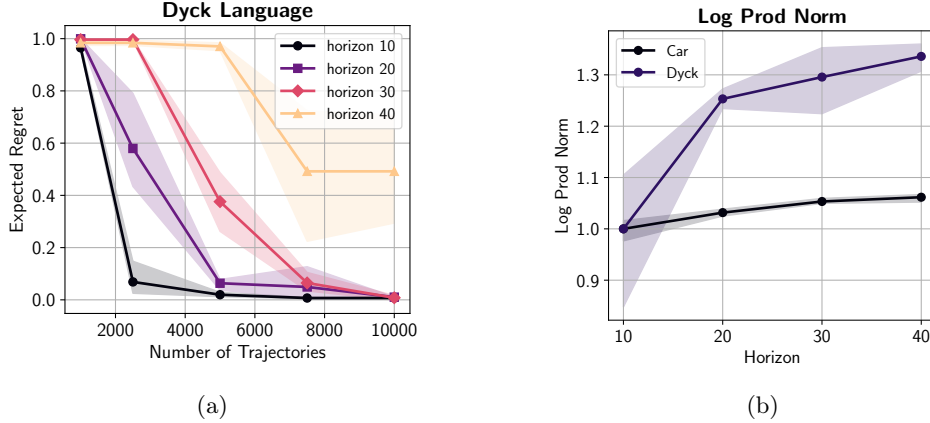 Dyck Language
Expected Regret
1.0
0.8
0.6
0.4
0.2
0.0
horizon 10
horizon 20
horizon 30
horizon 40
2000 4000 6000 8000 10000
Number of Trajectories
(a)
Log Prod Norm
Log Prod Norm
1.3
1.2
1.1
1.0
0.9
Car
Dyck
10 20 30 40
Horizon
(b)